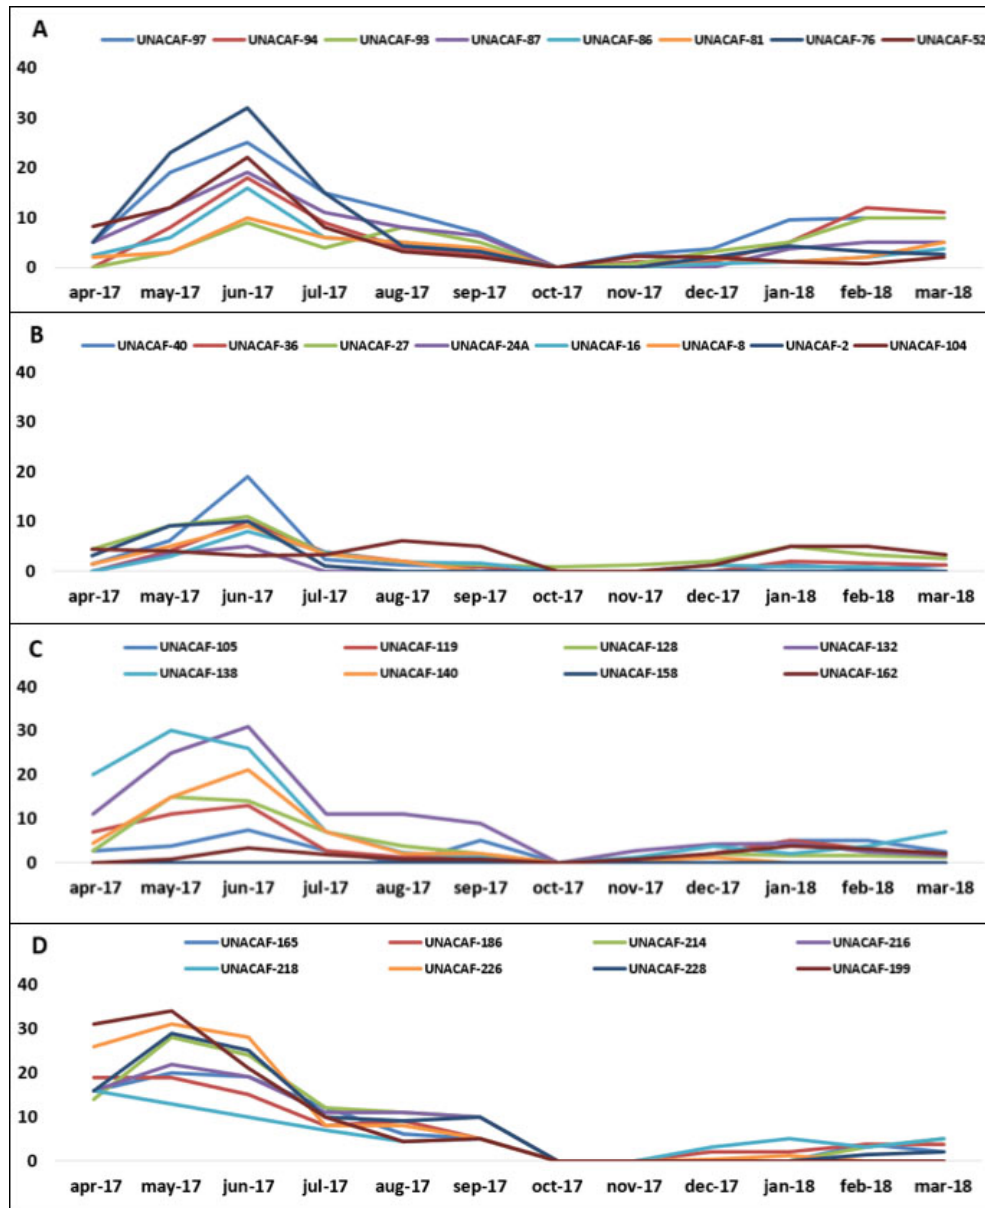 A
UNACAF-97 UNACAF-94 UNACAF-93 UNACAF-87 UNACAF-86 UNACAF-81 UNACAF-76 UNACAF-52
40
30
20
10
0
apr-17 may-17 jun-17 jul-17 aug-17 sep-17 oct-17 nov-17 dec-17 jan-18 feb-18 mar-18
B
UNACAF-40 UNACAF-36 UNACAF-27 UNACAF-24A UNACAF-16 UNACAF-8 UNACAF-2 UNACAF-104
40
30
20
10
0
apr-17 may-17 jun-17 jul-17 aug-17 sep-17 oct-17 nov-17 dec-17 jan-18 feb-18 mar-18
C
UNACAF-105 UNACAF-119 UNACAF-128 UNACAF-132
UNACAF-138 UNACAF-140 UNACAF-158 UNACAF-162
40
30
20
10
0
apr-17 may-17 jun-17 jul-17 aug-17 sep-17 oct-17 nov-17 dec-17 jan-18 feb-18 mar-18
D
UNACAF-165 UNACAF-186 UNACAF-214 UNACAF-216
UNACAF-218 UNACAF-226 UNACAF-228 UNACAF-199
40
30
20
10
0
apr-17 may-17 jun-17 jul-17 aug-17 sep-17 oct-17 nov-17 dec-17 jan-18 feb-18 mar-18